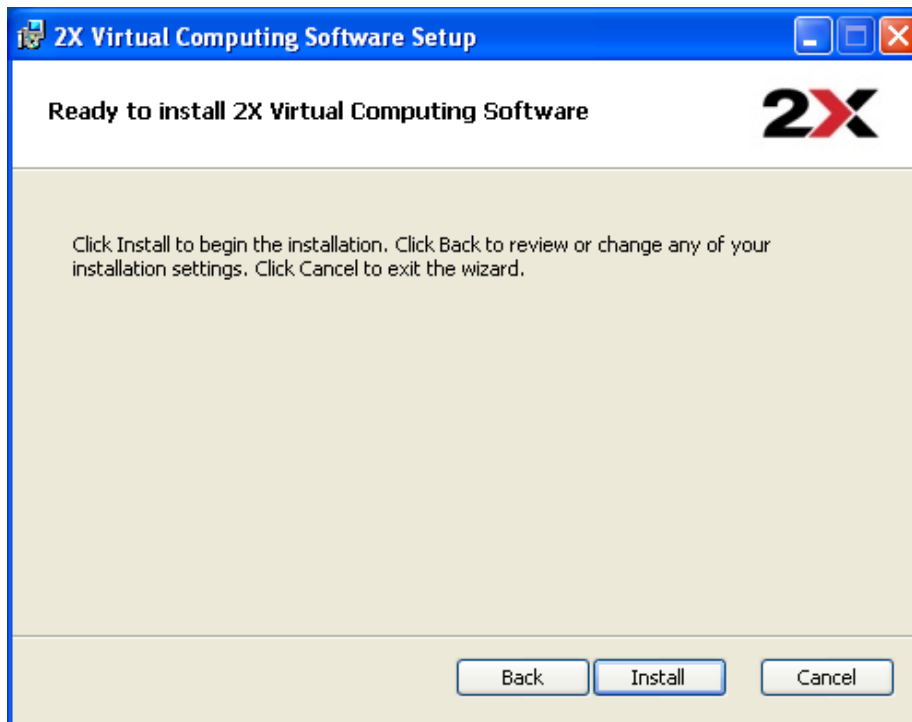 2X Virtual Computing Software Setup
Ready to install 2X Virtual Computing Software
2X
Click Install to begin the installation. Click Back to review or change any of your
installation settings. Click Cancel to exit the wizard.
Back Install Cancel